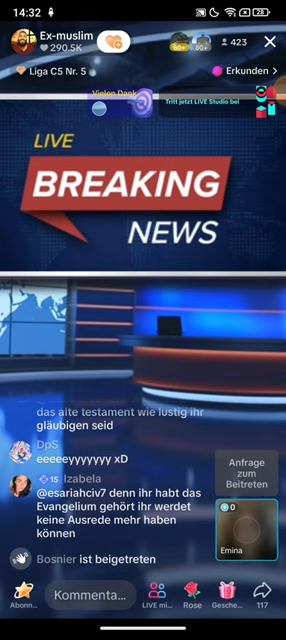 14:32
28
Ex-muslim
290.5K
60+
80+
423
Liga C5 Nr. 5
Erkunden >
Vielen Dank
Tritt jetzt LIVE Studio bei
LIVE
BREAKING
NEWS
das alte testament wie lustig ihr
gläubigen seid
DpS
eeeeeyyyyyyy xD
15 Izabela
@esariahciv7 denn ihr habt das
Evangelium gehört ihr werdet
keine Ausrede mehr haben
können
Anfrage
zum
Beitreten
0
Emina
Bosnier ist beigetreten
Kommenta...
Abonn...
LIVE mi...
Rose
Gesche...
117